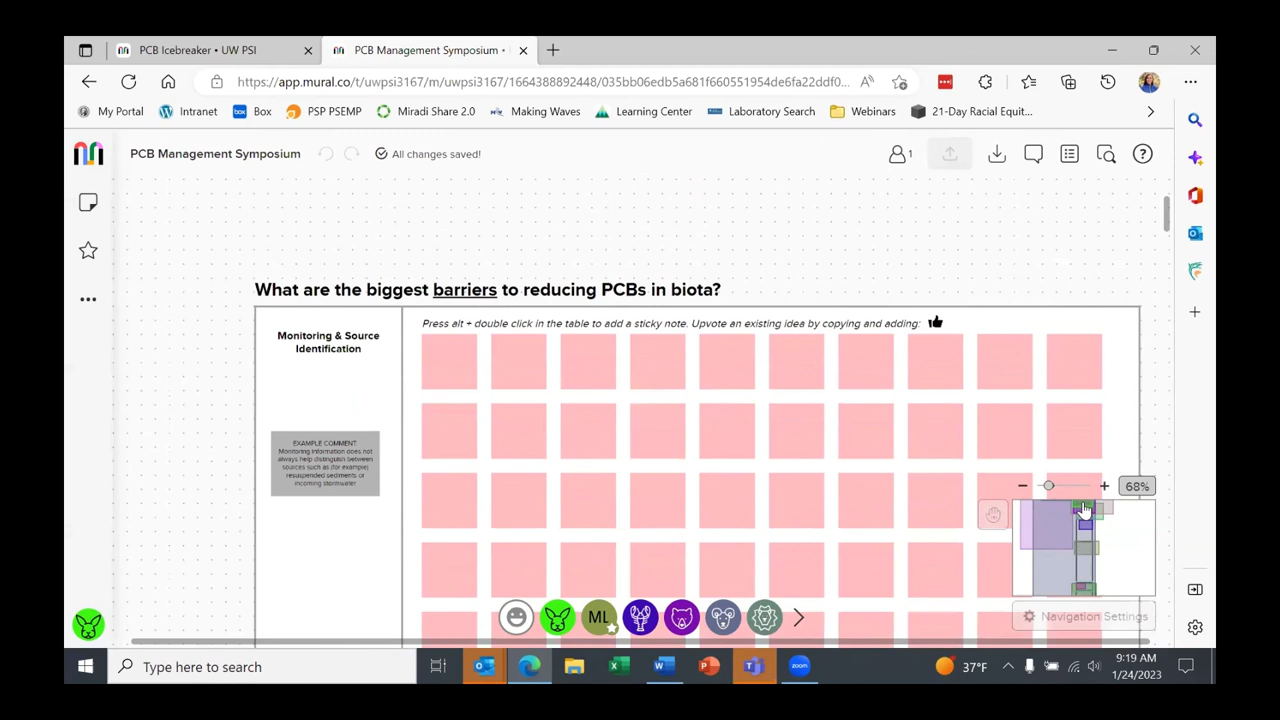 PCB Icebreaker • UW PSI
PCB Management Symposium •
https://app.mural.co/t/uwpsi3167/m/uwpsi3167/1664388892448/035bb06edb5a681f660551954de6fa22ddf0...
My Portal Intranet box Box PSP PSEMP Miradi Share 2.0 Making Waves Learning Center Laboratory Search Webinars 21-Day Racial Equit...
PCB Management Symposium All changes saved! 1
What are the biggest barriers to reducing PCBs in biota?
Monitoring & Source
Identification
Press alt + double click in the table to add a sticky note. Upvote an existing idea by copying and adding:
EXAMPLE COMMENT:
Monitoring information does not
always help distinguish between
sources such as (for example)
resuspended sediments or
incoming stormwater
68%
Navigation Settings
ML
Type here to search
zoom
37°F
9:19 AM
1/24/2023